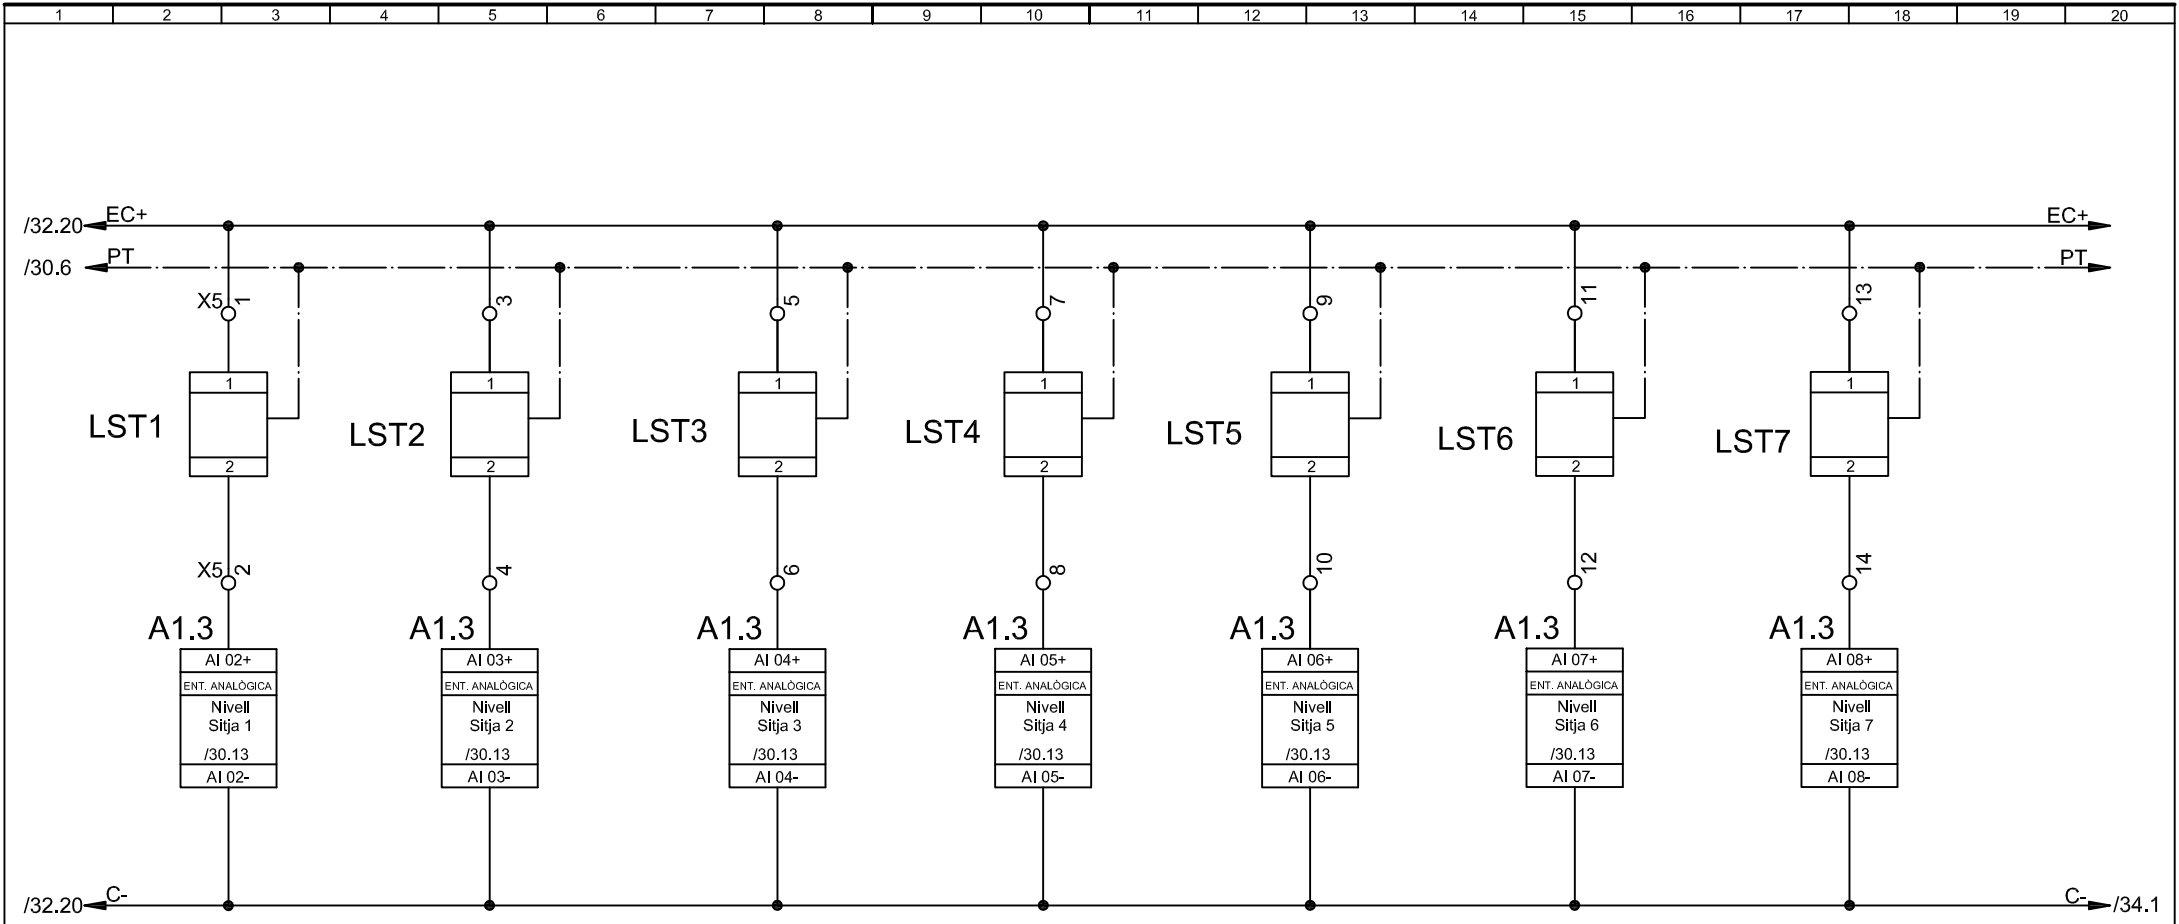 1 2 3 4 5 6 7 8 9 10 11 12 13 14 15 16 17 18 19 20
/32.20 EC+ EC+
/30.6 PT PT
X5 1 3 5 7 9 11 13
1 1 1 1 1 1 1
LST1 LST2 LST3 LST4 LST5 LST6 LST7
2 2 2 2 2 2 2
X5 2 4 6 8 10 12 14
A1.3 A1.3 A1.3 A1.3 A1.3 A1.3 A1.3
AI 02+ AI 03+ AI 04+ AI 05+ AI 06+ AI 07+ AI 08+
ENT. ANALÒGICA ENT. ANALÒGICA ENT. ANALÒGICA ENT. ANALÒGICA ENT. ANALÒGICA ENT. ANALÒGICA ENT. ANALÒGICA
Nivell Nivell Nivell Nivell Nivell Nivell Nivell
Sitja 1 Sitja 2 Sitja 3 Sitja 4 Sitja 5 Sitja 6 Sitja 7
/30.13 /30.13 /30.13 /30.13 /30.13 /30.13 /30.13
AI 02- AI 03- AI 04- AI 05- AI 06- AI 07- AI 08-
/32.20 C- C- /34.1